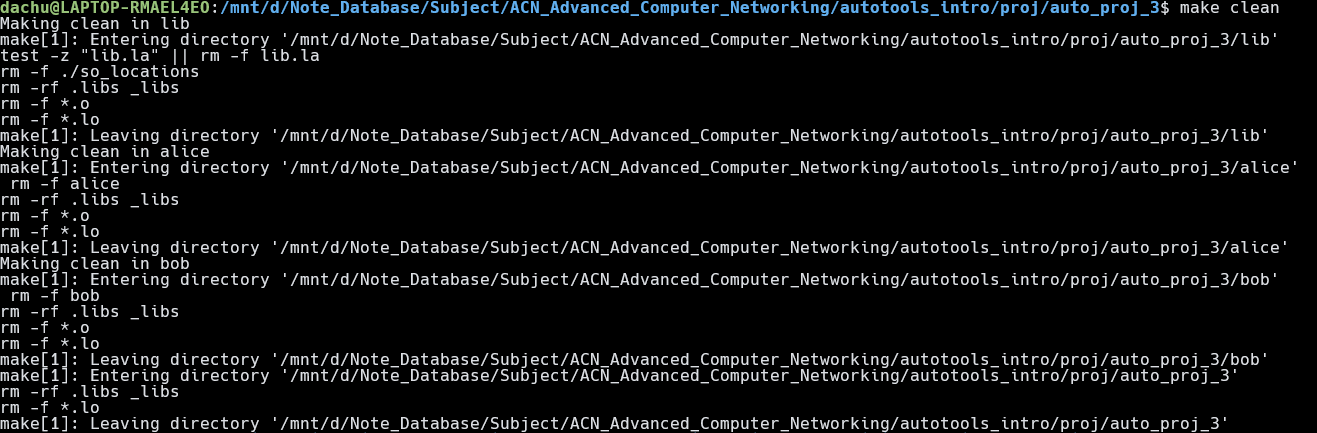 dachu@LAPTOP-RMAEL4EO:/mnt/d/Note_Database/Subject/ACN_Advanced_Computer_Networking/autotools_intro/proj/auto_proj_3$ make clean
Making clean in lib
make[1]: Entering directory '/mnt/d/Note_Database/Subject/ACN_Advanced_Computer_Networking/autotools_intro/proj/auto_proj_3/lib'
test -z "lib.la" || rm -f lib.la
rm -f ./so_locations
rm -rf .libs _libs
rm -f *.o
rm -f *.lo
make[1]: Leaving directory '/mnt/d/Note_Database/Subject/ACN_Advanced_Computer_Networking/autotools_intro/proj/auto_proj_3/lib'
Making clean in alice
make[1]: Entering directory '/mnt/d/Note_Database/Subject/ACN_Advanced_Computer_Networking/autotools_intro/proj/auto_proj_3/alice'
 rm -f alice
rm -rf .libs _libs
rm -f *.o
rm -f *.lo
make[1]: Leaving directory '/mnt/d/Note_Database/Subject/ACN_Advanced_Computer_Networking/autotools_intro/proj/auto_proj_3/alice'
Making clean in bob
make[1]: Entering directory '/mnt/d/Note_Database/Subject/ACN_Advanced_Computer_Networking/autotools_intro/proj/auto_proj_3/bob'
 rm -f bob
rm -rf .libs _libs
rm -f *.o
rm -f *.lo
make[1]: Leaving directory '/mnt/d/Note_Database/Subject/ACN_Advanced_Computer_Networking/autotools_intro/proj/auto_proj_3/bob'
make[1]: Entering directory '/mnt/d/Note_Database/Subject/ACN_Advanced_Computer_Networking/autotools_intro/proj/auto_proj_3'
rm -rf .libs _libs
rm -f *.lo
make[1]: Leaving directory '/mnt/d/Note_Database/Subject/ACN_Advanced_Computer_Networking/autotools_intro/proj/auto_proj_3'